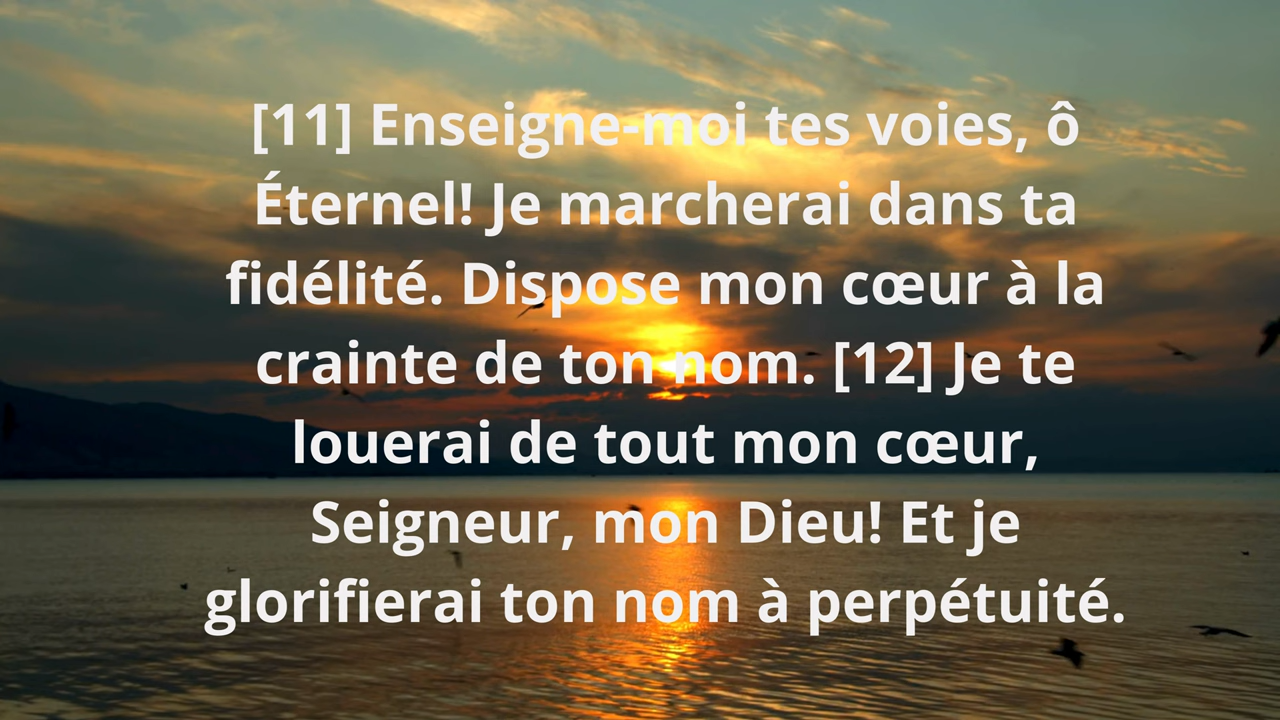 [11] Enseigne-moi tes voies, ô
Éternel! Je marcherai dans ta
fidélité. Dispose mon cœur à la
crainte de ton nom. [12] Je te
louerai de tout mon cœur,
Seigneur, mon Dieu! Et je
glorifierai ton nom à perpétuité.